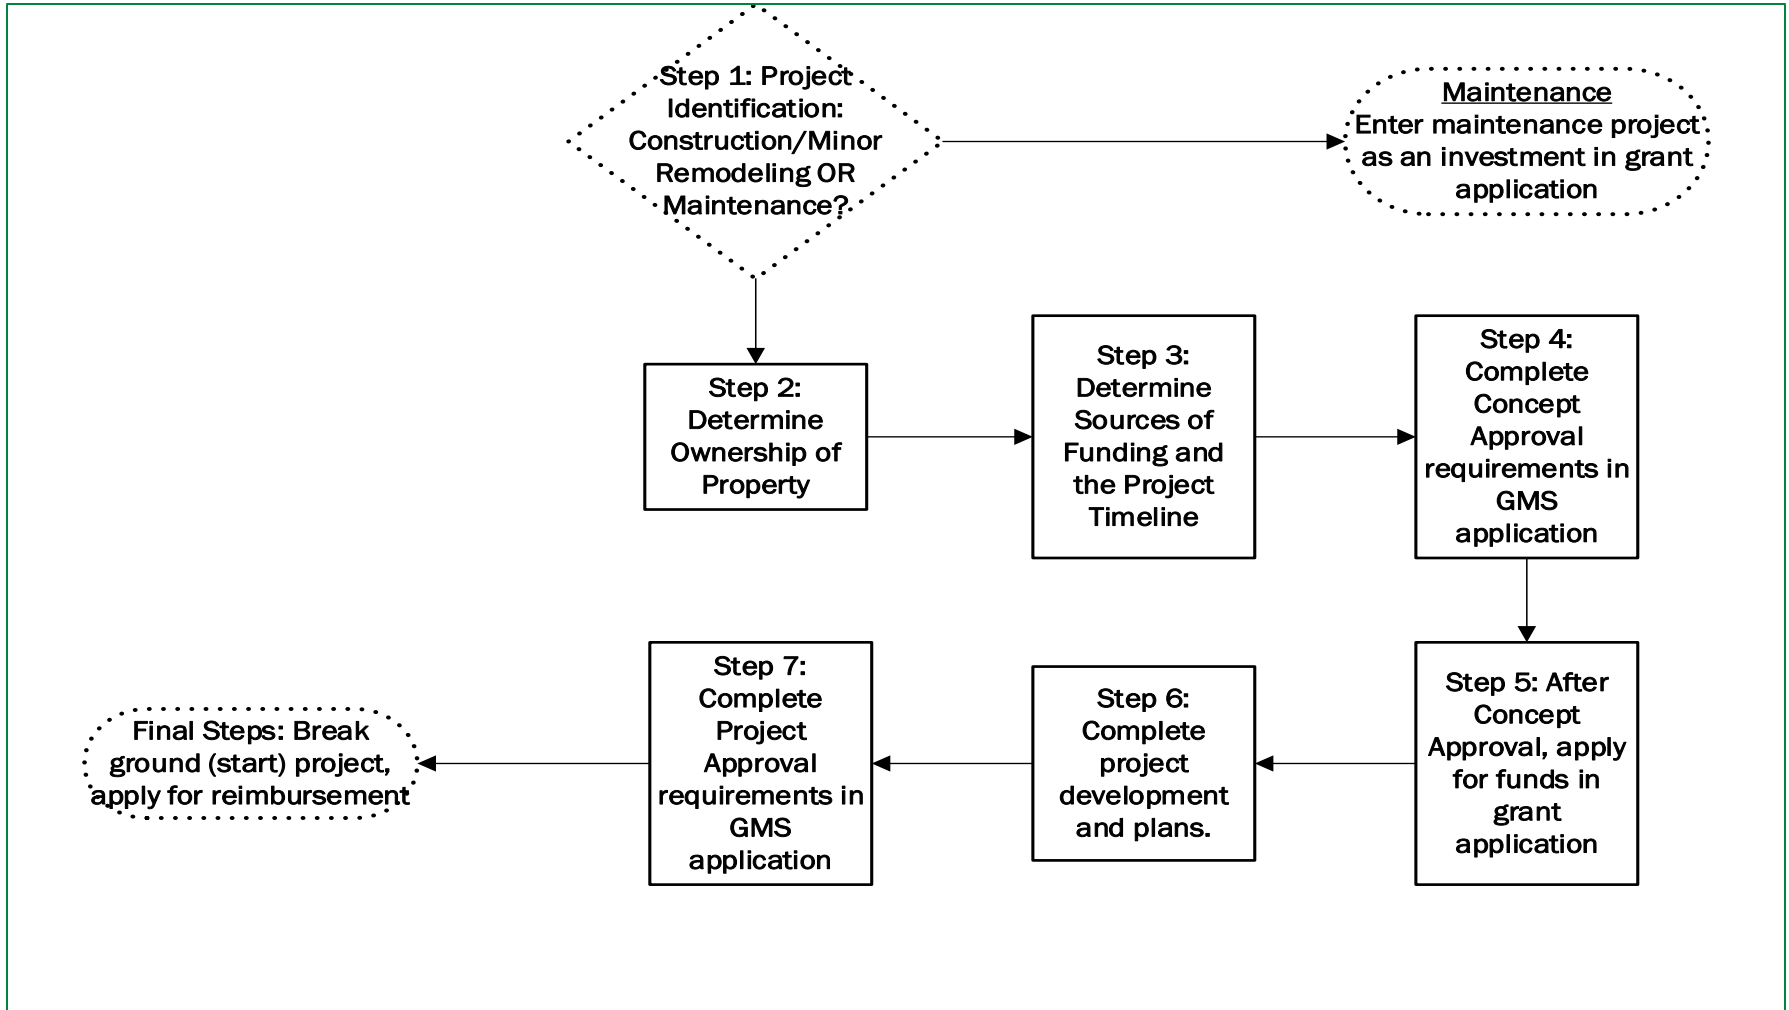 Step 1: Project
Identification:
Construction/Minor
Remodeling OR
Maintenance?
Maintenance
Enter maintenance project
as an investment in grant
application
Step 2:
Determine
Ownership of
Property
Step 3:
Determine
Sources of
Funding and
the Project
Timeline
Step 4:
Complete
Concept
Approval
requirements in
GMS
application
Step 5: After
Concept
Approval, apply
for funds in
grant
application
Step 6:
Complete
project
development
and plans.
Step 7:
Complete
Project
Approval
requirements in
GMS
application
Final Steps: Break
ground (start) project,
apply for reimbursement